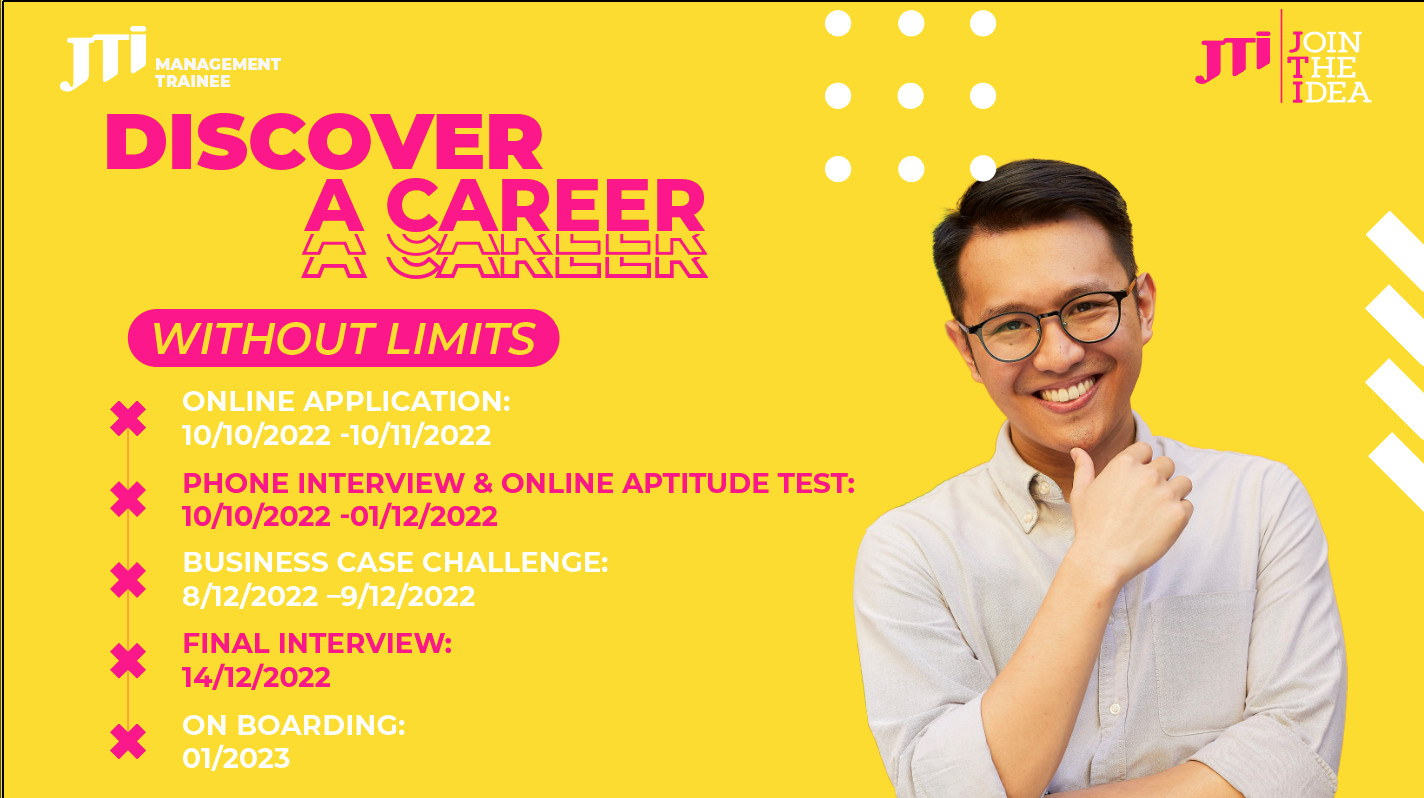 JTi MANAGEMENT
TRAINEE
JTi JOIN
THE
IDEA
DISCOVER
A CAREER
WITHOUT LIMITS
ONLINE APPLICATION:
10/10/2022 -10/11/2022
PHONE INTERVIEW & ONLINE APTITUDE TEST:
10/10/2022 -01/12/2022
BUSINESS CASE CHALLENGE:
8/12/2022 –9/12/2022
FINAL INTERVIEW:
14/12/2022
ON BOARDING:
01/2023